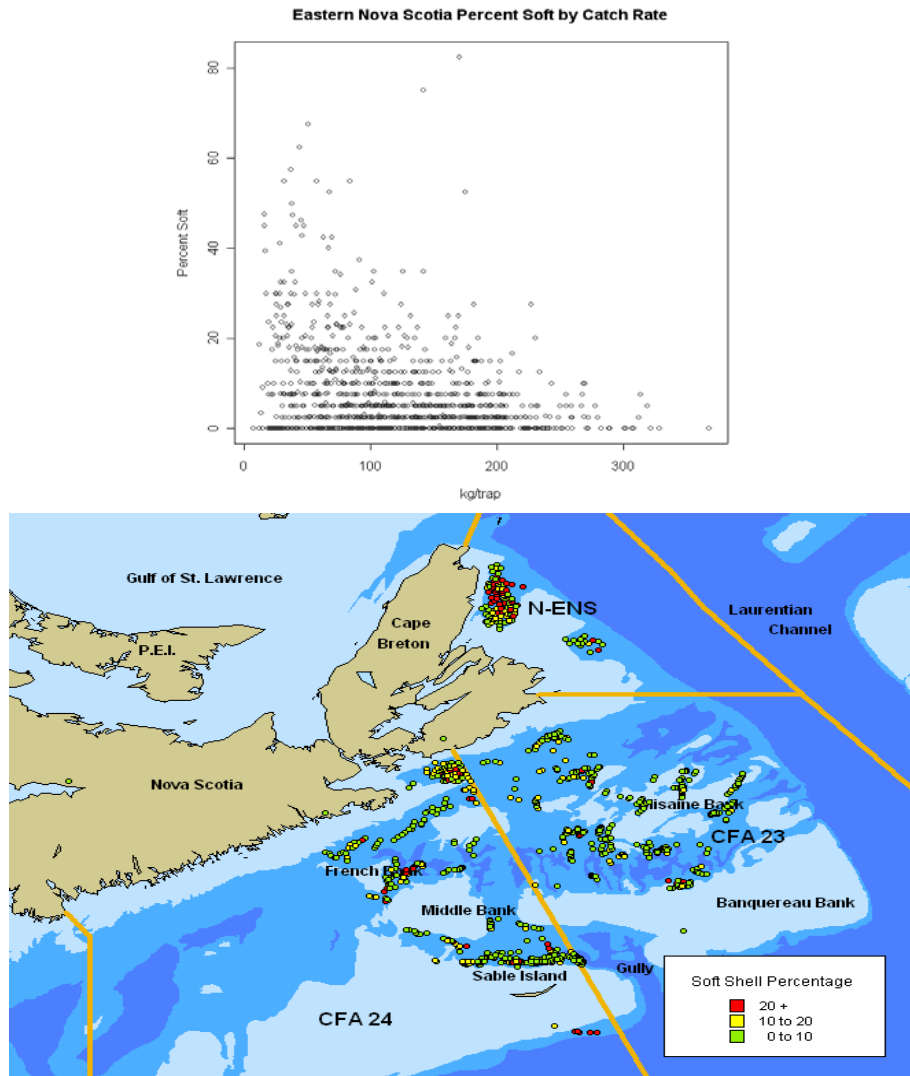 Eastern Nova Scotia Percent Soft by Catch Rate
80
60
40
20
0
Percent Soft
0 100 200 300
kg/trap
Gulf of St. Lawrence
P.E.I.
Cape
Breton
N-ENS
Laurentian
Channel
Nova Scotia
Misaine Bank
CFA 23
French Bank
Middle Bank
Banquereau Bank
Sable Island
Gully
CFA 24
Soft Shell Percentage
20 +
10 to 20
0 to 10